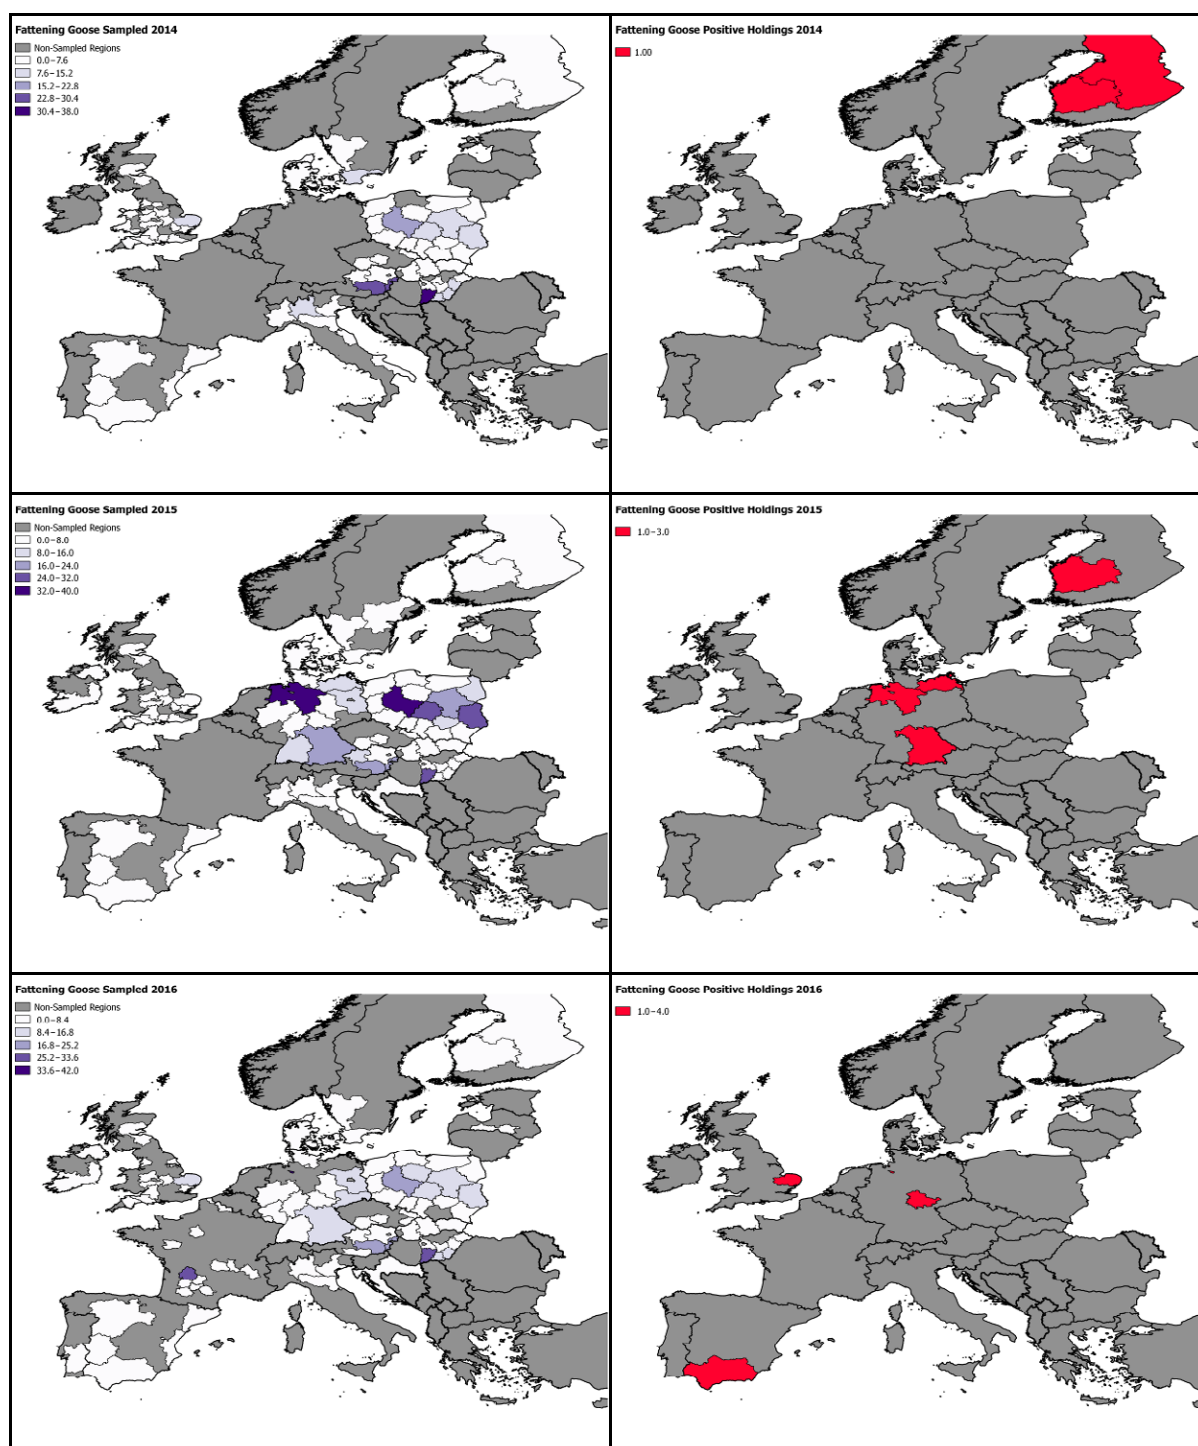 Fattening Goose Sampled 2014
Non-Sampled Regions
0.0–7.6
7.6–15.2
15.2–22.8
22.8–30.4
30.4–38.0
Fattening Goose Positive Holdings 2014
1.00
Fattening Goose Sampled 2015
Non-Sampled Regions
0.0–8.0
8.0–16.0
16.0–24.0
24.0–32.0
32.0–40.0
Fattening Goose Positive Holdings 2015
1.0–3.0
Fattening Goose Sampled 2016
Non-Sampled Regions
0.0–8.4
8.4–16.8
16.8–25.2
25.2–33.6
33.6–42.0
Fattening Goose Positive Holdings 2016
1.0–4.0